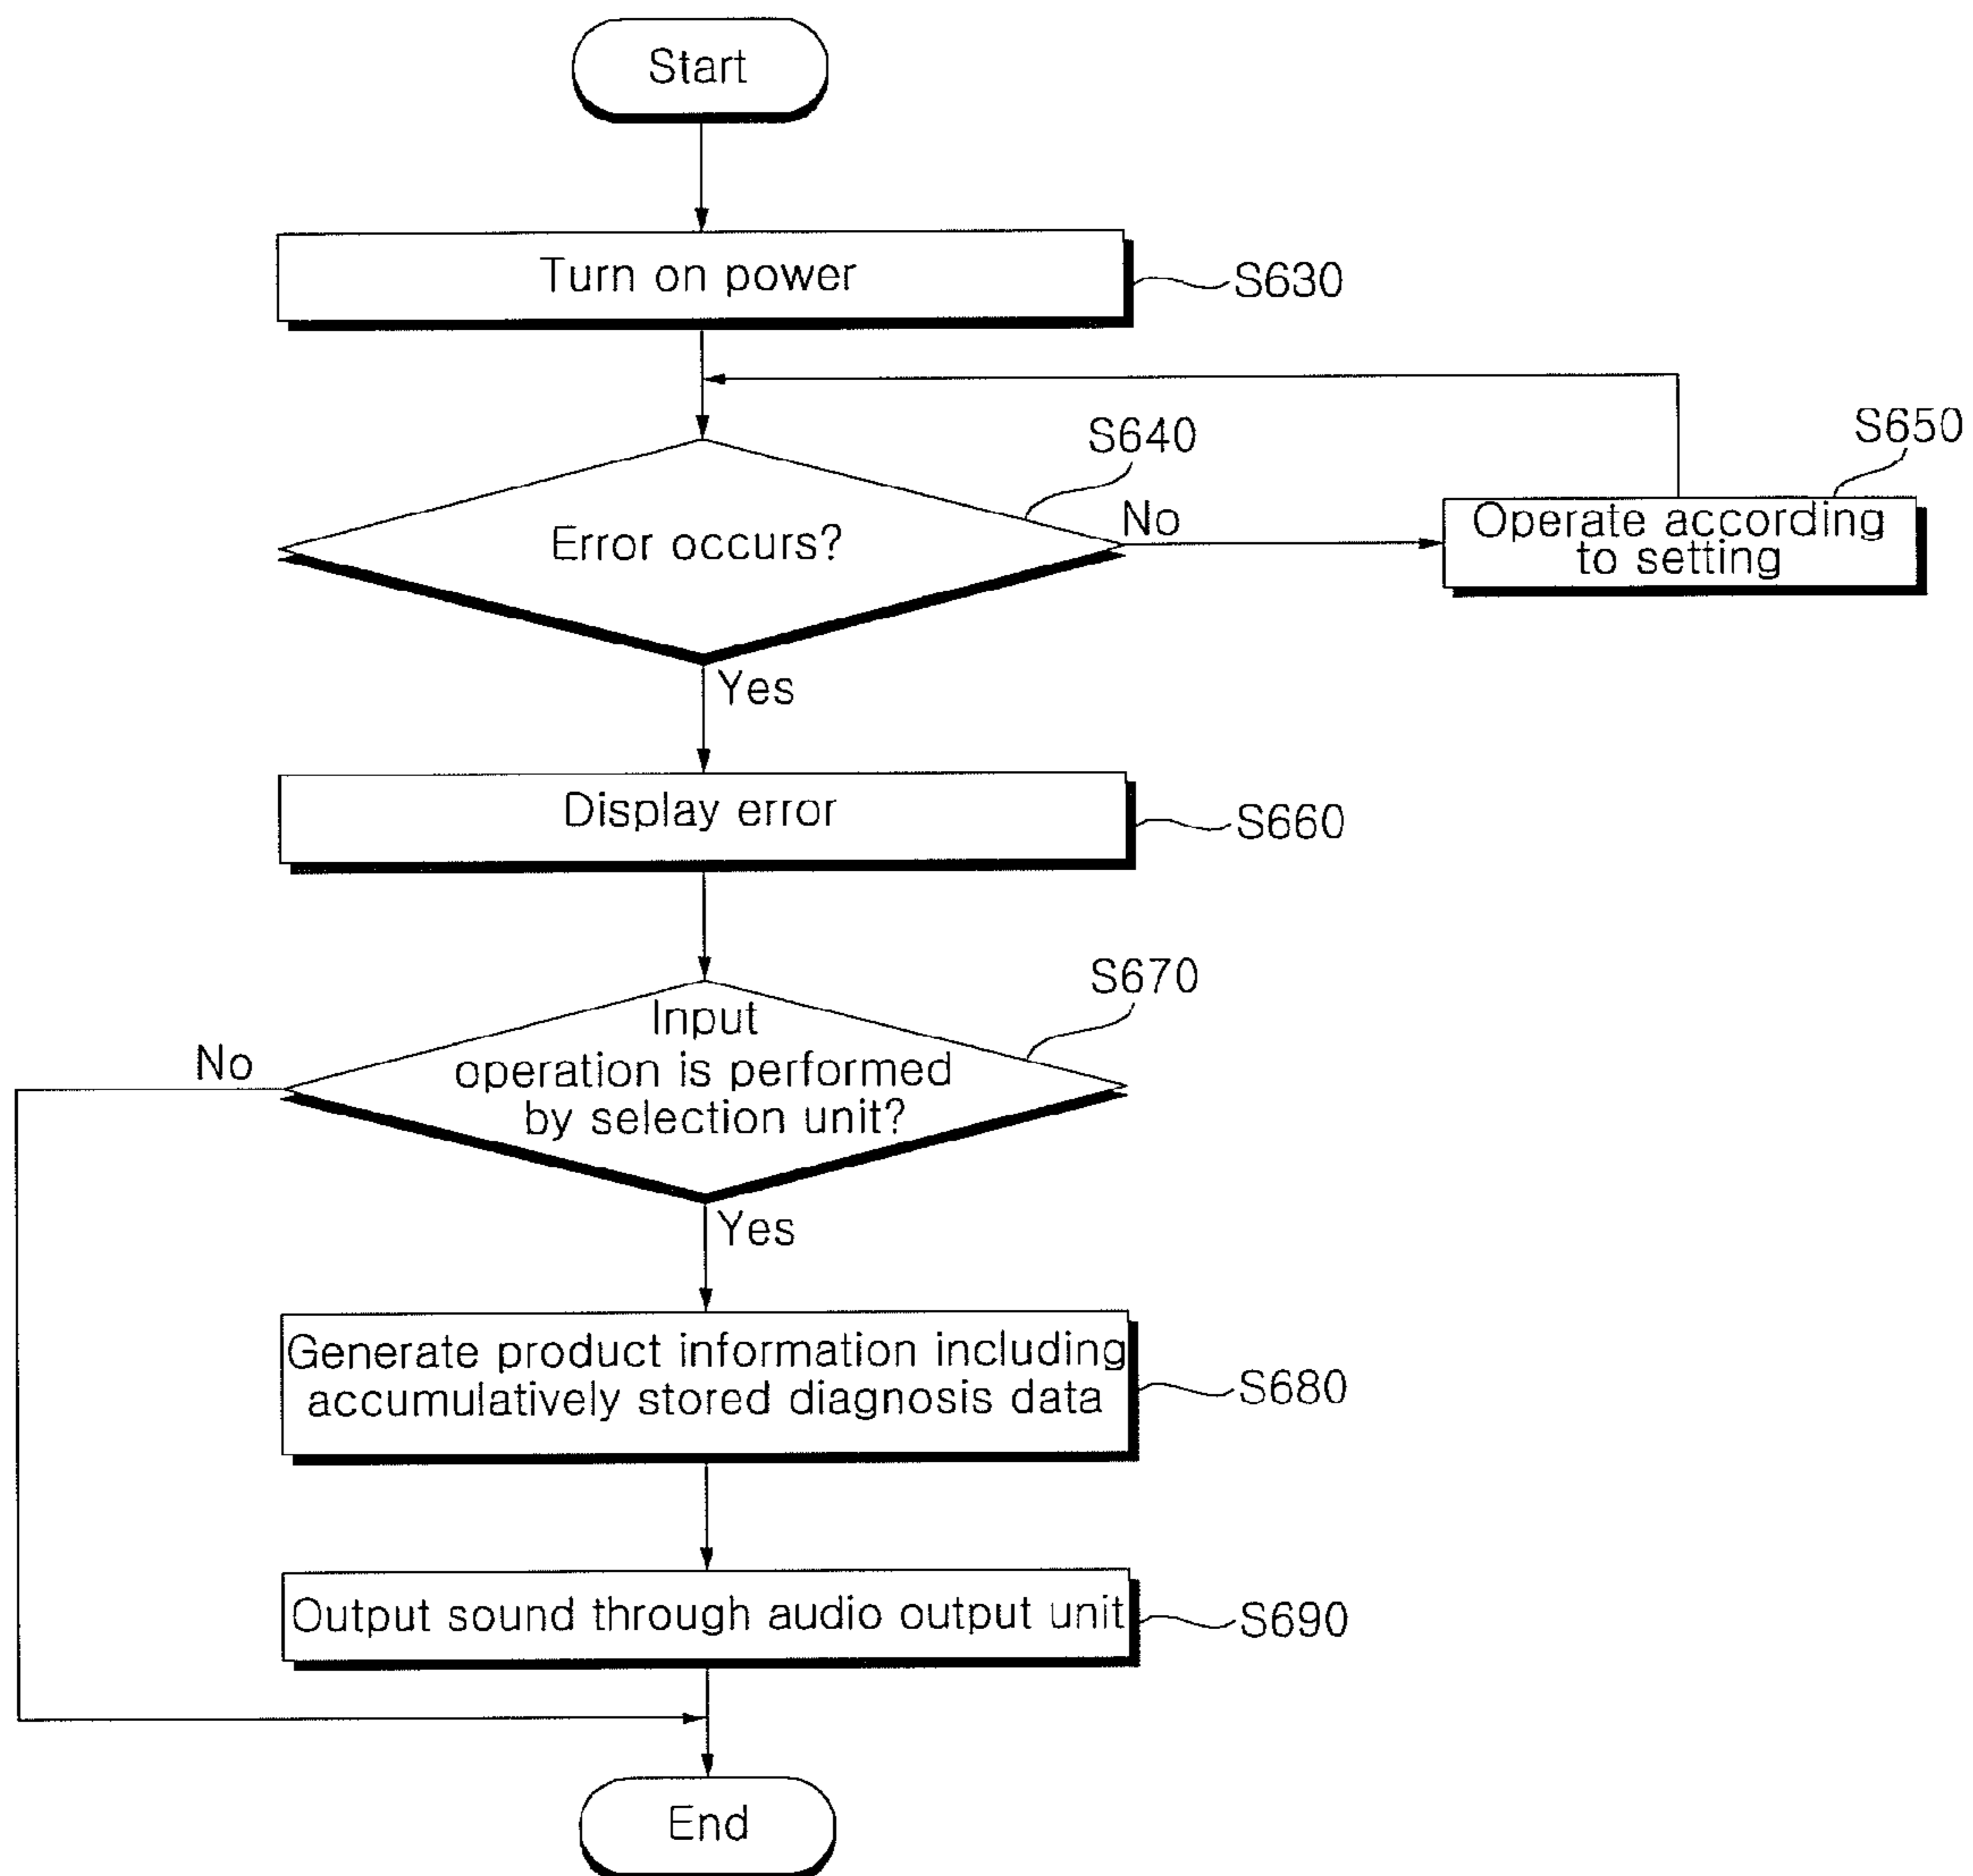 Start
Turn on power
S630
S640
S650
Error occurs?
No
Operate according
to setting
Yes
Display error
S660
S670
Input
operation is performed
by selection unit?
No
Yes
Generate product information including
accumulatively stored diagnosis data
S680
Output sound through audio output unit
S690
End